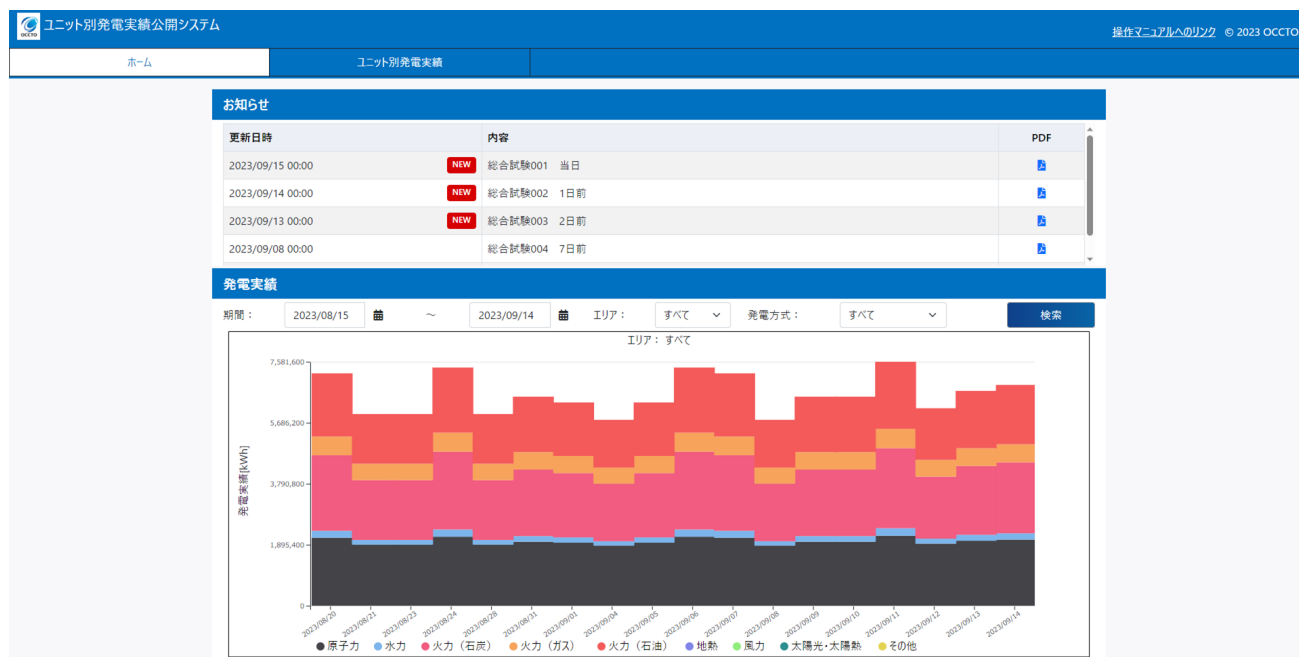 OCCTO ユニット別発電実績公開システム
操作マニュアルへのリンク © 2023 OCCTO
ホーム ユニット別発電実績
お知らせ
更新日時 内容 PDF
2023/09/15 00:00 NEW 総合試験001 当日
2023/09/14 00:00 NEW 総合試験002 1日前
2023/09/13 00:00 NEW 総合試験003 2日前
2023/09/08 00:00 総合試験004 7日前
発電実績
期間： 2023/08/15 ～ 2023/09/14 エリア： すべて 発電方式： すべて 検索
エリア： すべて
発電実績[kWh]
7,581,600
5,686,200
3,790,800
1,895,400
0
2023/08/20 2023/08/21 2023/08/23 2023/08/24 2023/08/28 2023/08/31 2023/09/01 2023/09/04 2023/09/05 2023/09/06 2023/09/07 2023/09/08 2023/09/09 2023/09/10 2023/09/11 2023/09/12 2023/09/13 2023/09/14
原子力 水力 火力（石炭） 火力（ガス） 火力（石油） 地熱 風力 太陽光・太陽熱 その他